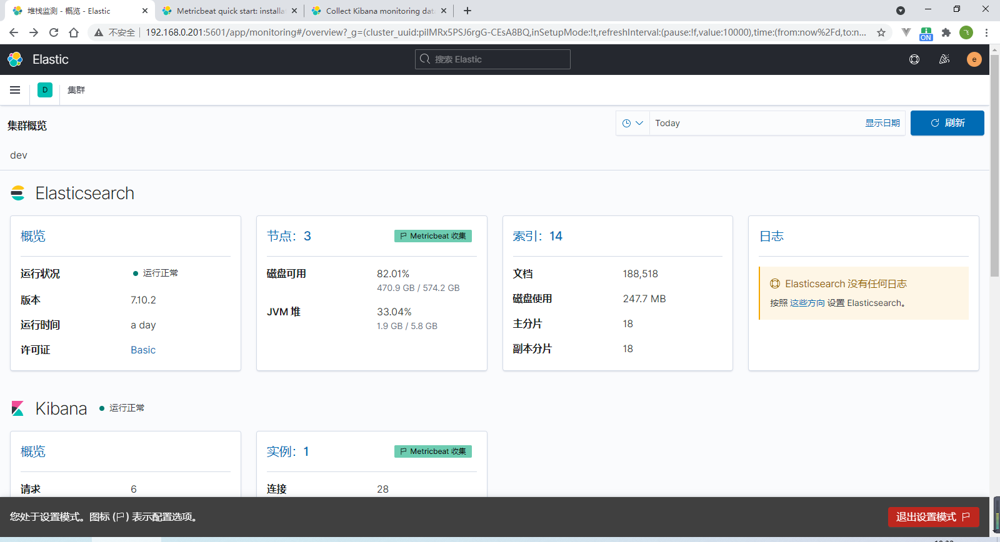 堆栈监测 - 概览 - Elastic
Metricbeat quick start: installa
Collect Kibana monitoring dat
不安全
192.168.0.201:5601/app/monitoring#/overview?_g=(cluster_uuid:pilMRx5PSJ6rgG-CEsA8BQ,inSetupMode:!t,refreshInterval:(pause:!f,value:10000),time:(from:now%2Fd,to:n...
ON
Elastic
搜索 Elastic
e
D
集群
集群概览
Today
显示日期
刷新
dev
Elasticsearch
概览
运行状况 运行正常
版本 7.10.2
运行时间 a day
许可证 Basic
节点：3
Metricbeat 收集
磁盘可用 82.01%
470.9 GB / 574.2 GB
JVM 堆 33.04%
1.9 GB / 5.8 GB
索引：14
文档 188,518
磁盘使用 247.7 MB
主分片 18
副本分片 18
日志
Elasticsearch 没有任何日志
按照 这些方向 设置 Elasticsearch。
Kibana 运行正常
概览
请求 6
实例：1
Metricbeat 收集
连接 28
您处于设置模式。图标 () 表示配置选项。
退出设置模式